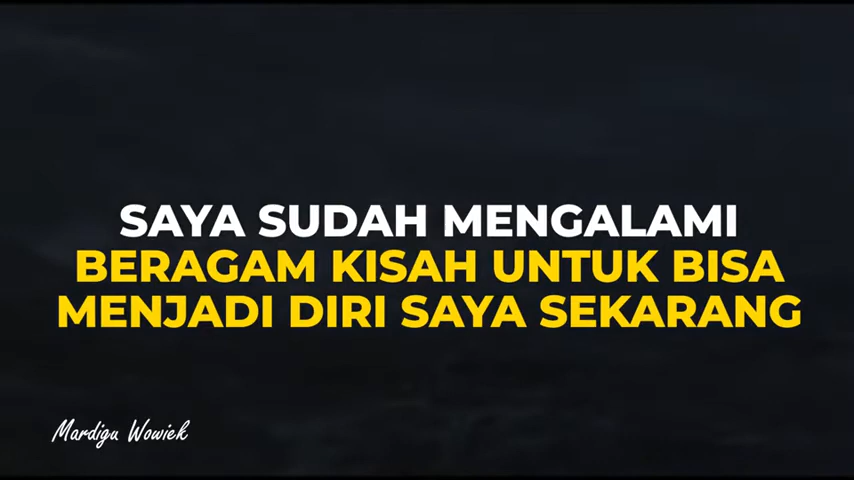 SAYA SUDAH MENGALAMI
BERAGAM KISAH UNTUK BISA
MENJADI DIRI SAYA SEKARANG
Mardigu Wowiek